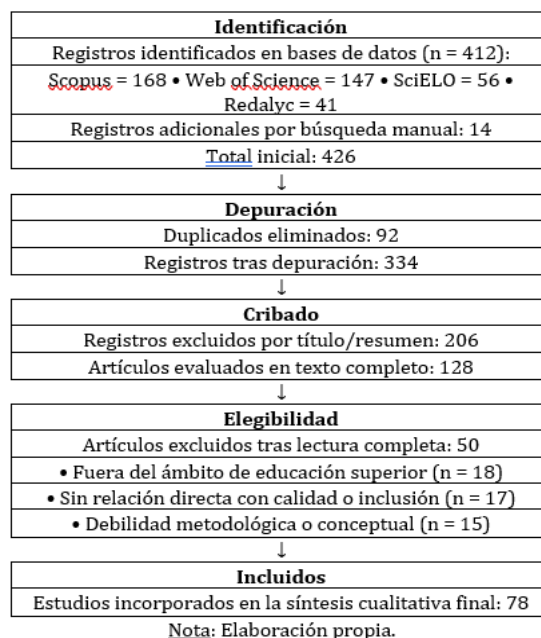 Identificación
Registros identificados en bases de datos (n = 412):
Scopus = 168 • Web of Science = 147 • SciELO = 56 •
Redalyc = 41
Registros adicionales por búsqueda manual: 14
Total inicial: 426
↓
Depuración
Duplicados eliminados: 92
Registros tras depuración: 334
↓
Cribado
Registros excluidos por título/resumen: 206
Artículos evaluados en texto completo: 128
↓
Elegibilidad
Artículos excluidos tras lectura completa: 50
• Fuera del ámbito de educación superior (n = 18)
• Sin relación directa con calidad o inclusión (n = 17)
• Debilidad metodológica o conceptual (n = 15)
↓
Incluidos
Estudios incorporados en la síntesis cualitativa final: 78
Nota: Elaboración propia.